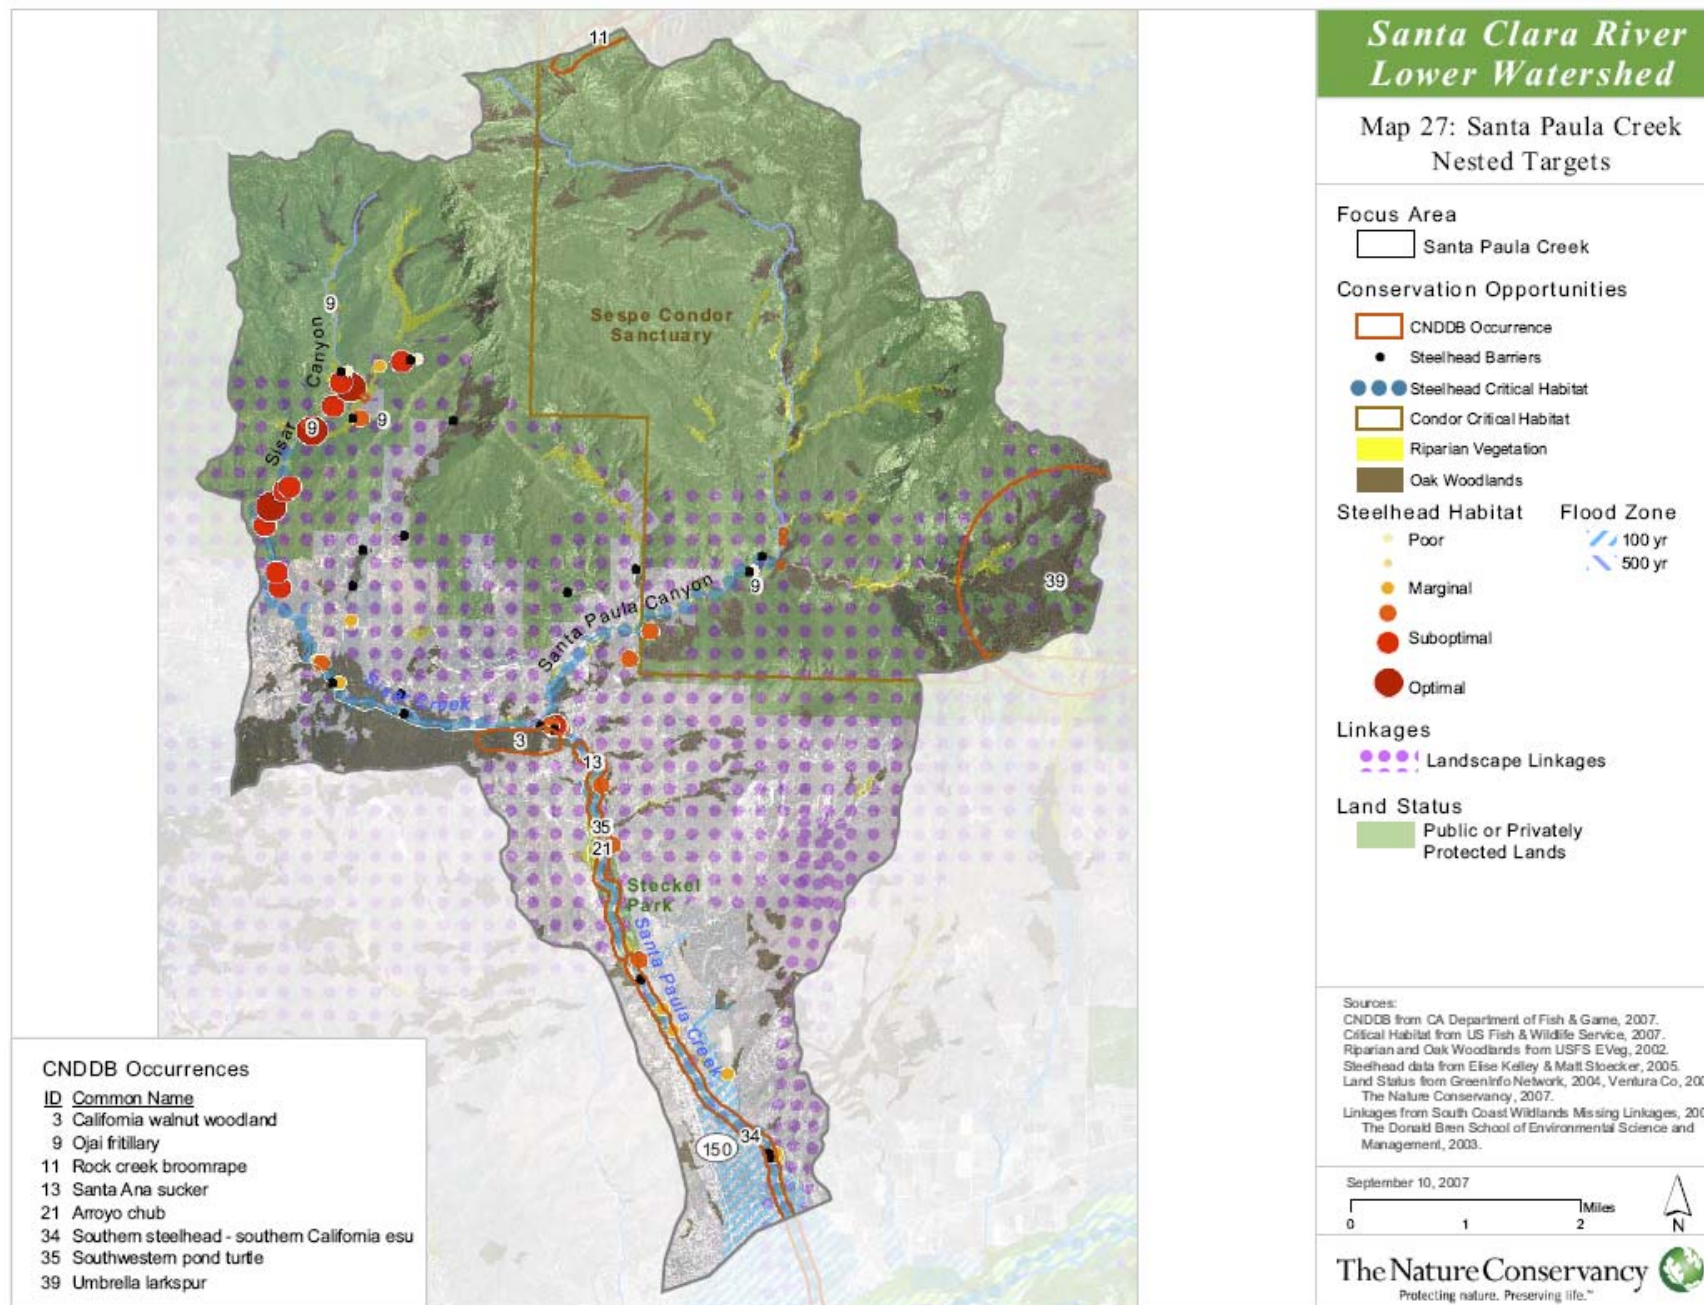 Santa Clara River
Lower Watershed
Map 27: Santa Paula Creek
Nested Targets
Focus Area
Santa Paula Creek
Conservation Opportunities
CNDDB Occurrence
Steelhead Barriers
Steelhead Critical Habitat
Condor Critical Habitat
Riparian Vegetation
Oak Woodlands
Steelhead Habitat
Poor
Marginal
Suboptimal
Optimal
Flood Zone
100 yr
500 yr
Linkages
Landscape Linkages
Land Status
Public or Privately
Protected Lands
Sources:
CNDDB from CA Department of Fish & Game, 2007.
Critical Habitat from US Fish & Wildlife Service, 2007.
Riparian and Oak Woodlands from USFS EVeg, 2002.
Steelhead data from Elise Kelley & Matt Stoecker, 2005.
Land Status from GreenInfo Network, 2004, Ventura Co,
The Nature Conservancy, 2007.
Linkages from South Coast Wildlands Missing Linkages,
The Donald Bren School of Environmental Science and
Management, 2003.
September 10, 2007
Miles
0 1 2
N
The Nature Conservancy
Protecting nature. Preserving life.™
11
9
Sisar Canyon
9
9
Sespe Condor
Sanctuary
39
9
Santa Paula Canyon
Sisar Creek
3
13
35
21
Steckel
Park
Santa Paula Creek
34
150
CNDDB Occurrences
ID Common Name
3 California walnut woodland
9 Ojai fritillary
11 Rock creek broomrape
13 Santa Ana sucker
21 Arroyo chub
34 Southern steelhead - southern California esu
35 Southwestern pond turtle
39 Umbrella larkspur